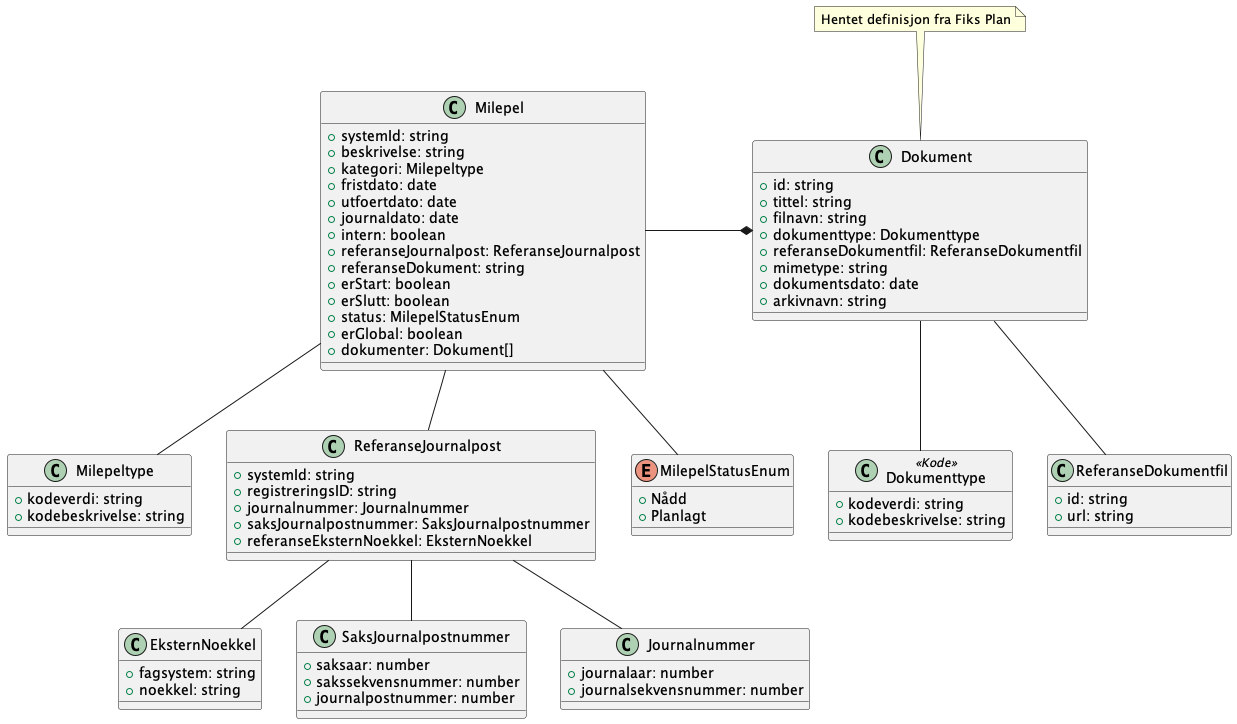 Hentet definisjon fra Fiks Plan
C Milepel
systemId: string
beskrivelse: string
kategori: Milepeltype
fristdato: date
utfoertdato: date
journaldato: date
intern: boolean
referanseJournalpost: ReferanseJournalpost
referanseDokument: string
erStart: boolean
erSlutt: boolean
status: MilepelStatusEnum
erGlobal: boolean
dokumenter: Dokument[]
C Dokument
id: string
tittel: string
filnavn: string
dokumenttype: Dokumenttype
referanseDokumentfil: ReferanseDokumentfil
mimetype: string
dokumentsdato: date
arkivnavn: string
C Milepeltype
kodeverdi: string
kodebeskrivelse: string
C ReferanseJournalpost
systemId: string
registreringsID: string
journalnummer: Journalnummer
saksJournalpostnummer: SaksJournalpostnummer
referanseEksternNoekkel: EksternNoekkel
E MilepelStatusEnum
Nådd
Planlagt
«Kode»
C Dokumenttype
kodeverdi: string
kodebeskrivelse: string
C ReferanseDokumentfil
id: string
url: string
C EksternNoekkel
fagsystem: string
noekkel: string
C SaksJournalpostnummer
saksaar: number
sakssekvensnummer: number
journalpostnummer: number
C Journalnummer
journalaar: number
journalsekvensnummer: number